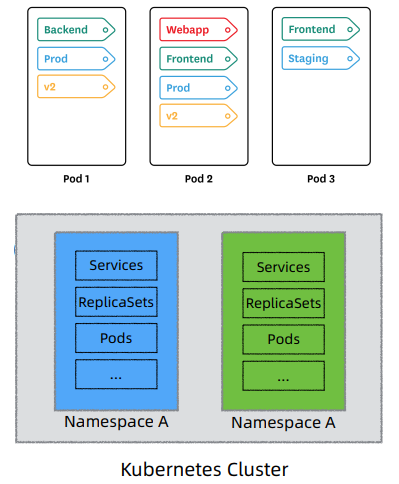 Backend
Prod
v2
Pod 1
Webapp
Frontend
Prod
v2
Pod 2
Frontend
Staging
Pod 3
Services
ReplicaSets
Pods
...
Namespace A
Services
ReplicaSets
Pods
...
Namespace A
Kubernetes Cluster